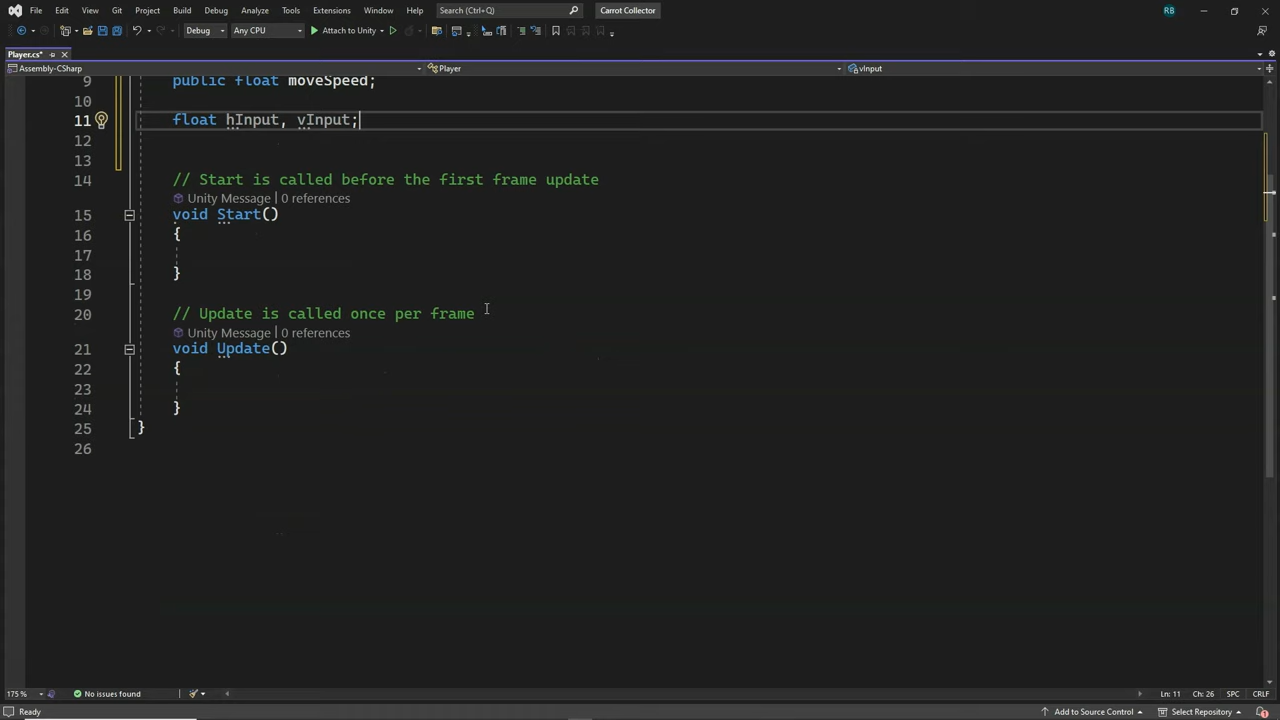 File Edit View Git Project Build Debug Analyze Tools Extensions Window Help Search (Ctrl+Q) Carrot Collector RB
Debug Any CPU Attach to Unity
Player.cs*
Assembly-CSharp Player vInput
9 public float moveSpeed;
10
11 float hInput, vInput;
12
13
14 // Start is called before the first frame update
Unity Message | 0 references
15 void Start()
16 {
17
18 }
19
20 // Update is called once per frame
Unity Message | 0 references
21 void Update()
22 {
23
24 }
25 }
26
175 % No issues found Ln: 11 Ch: 26 SPC CRLF
Ready Add to Source Control Select Repository